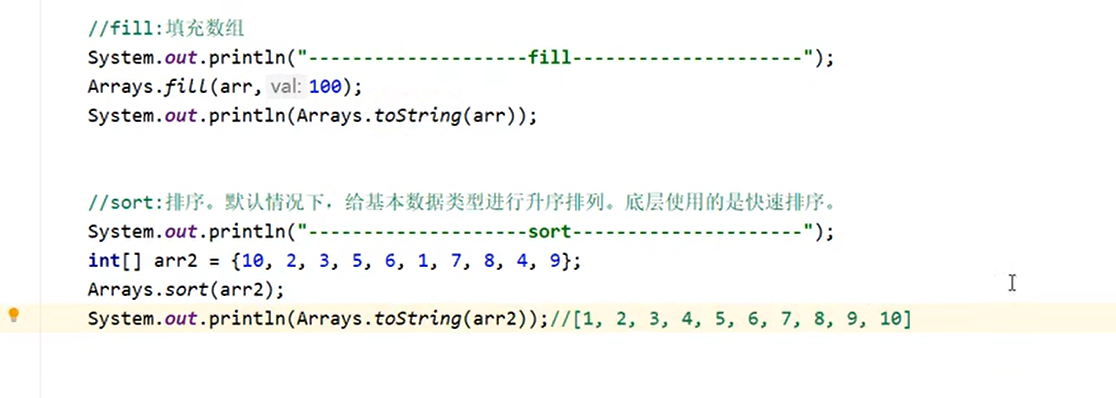 //fill:填充数组
System.out.println("--------------------fill---------------------");
Arrays.fill(arr, val: 100);
System.out.println(Arrays.toString(arr));
//sort:排序。默认情况下，给基本数据类型进行升序排列。底层使用的是快速排序。
System.out.println("--------------------sort---------------------");
int[] arr2 = {10, 2, 3, 5, 6, 1, 7, 8, 4, 9};
Arrays.sort(arr2);
System.out.println(Arrays.toString(arr2));//[1, 2, 3, 4, 5, 6, 7, 8, 9, 10]